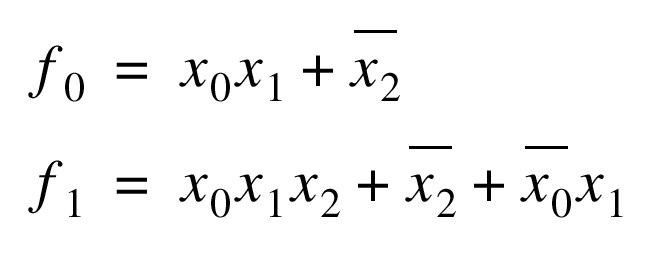 f₀ = x₀x₁ + x̅₂
f₁ = x₀x₁x₂ + x̅₂ + x̅₀x₁